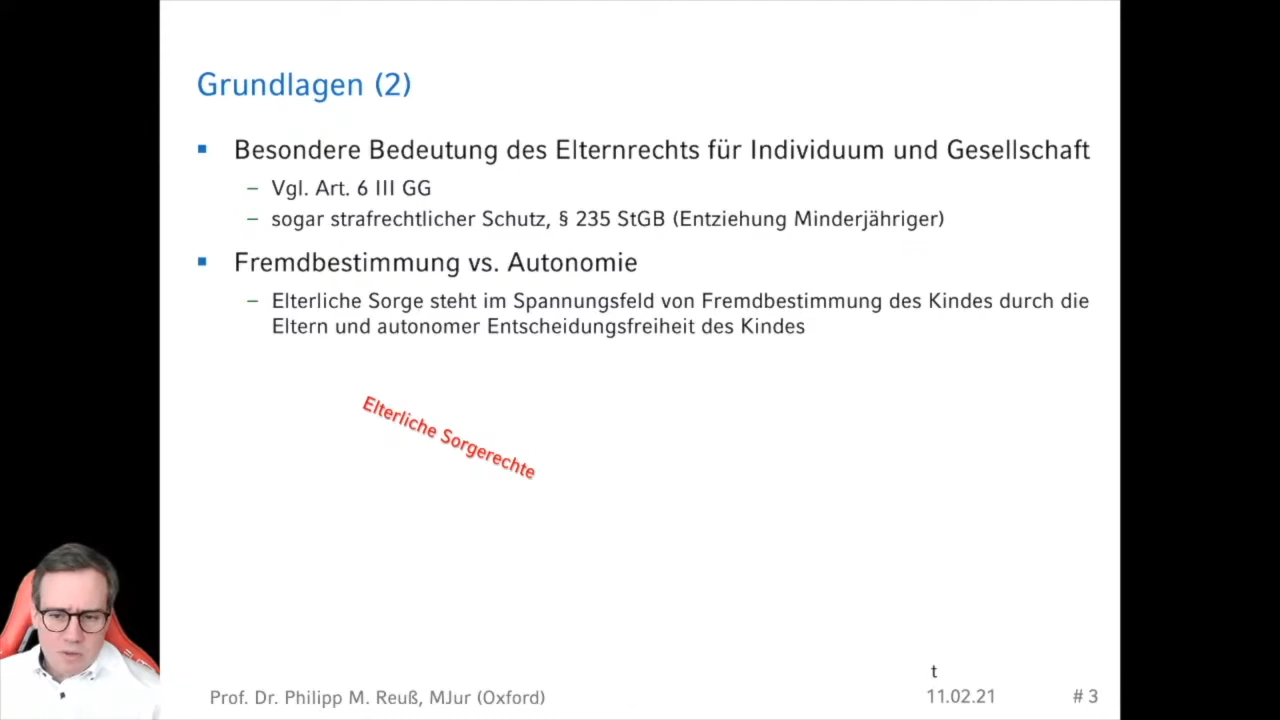 Grundlagen (2)
Besondere Bedeutung des Elternrechts für Individuum und Gesellschaft
– Vgl. Art. 6 III GG
– sogar strafrechtlicher Schutz, § 235 StGB (Entziehung Minderjähriger)
Fremdbestimmung vs. Autonomie
– Elterliche Sorge steht im Spannungsfeld von Fremdbestimmung des Kindes durch die
Eltern und autonomer Entscheidungsfreiheit des Kindes
Elterliche Sorgerechte
t
Prof. Dr. Philipp M. Reuß, MJur (Oxford)
11.02.21
# 3